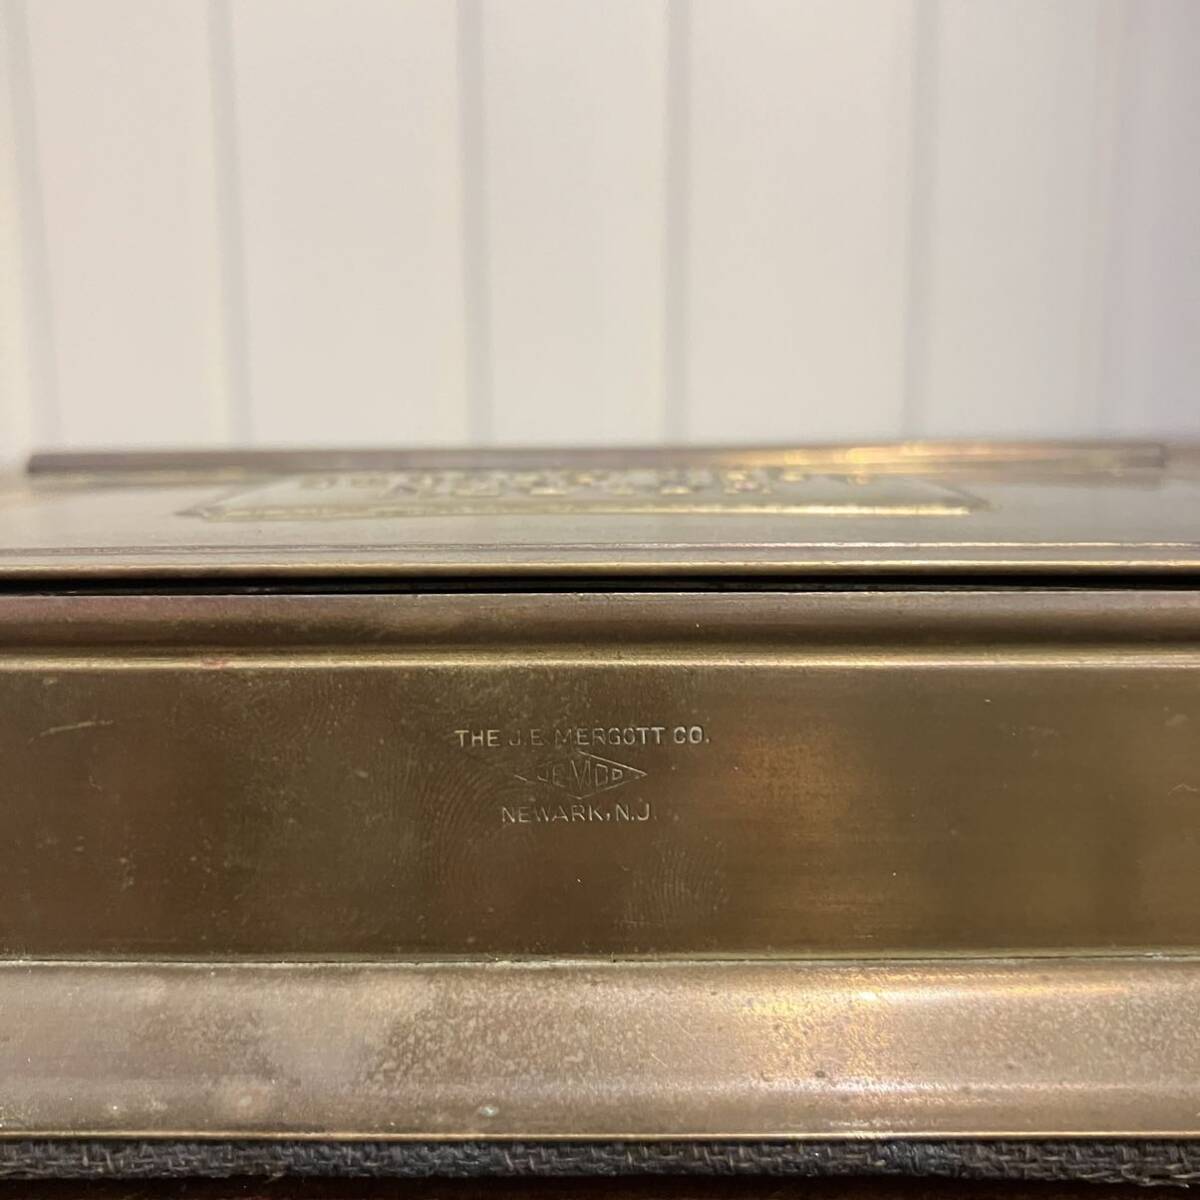 THE J.E. MERGOTT CO.
JEMCO
NEWARK, N.J.